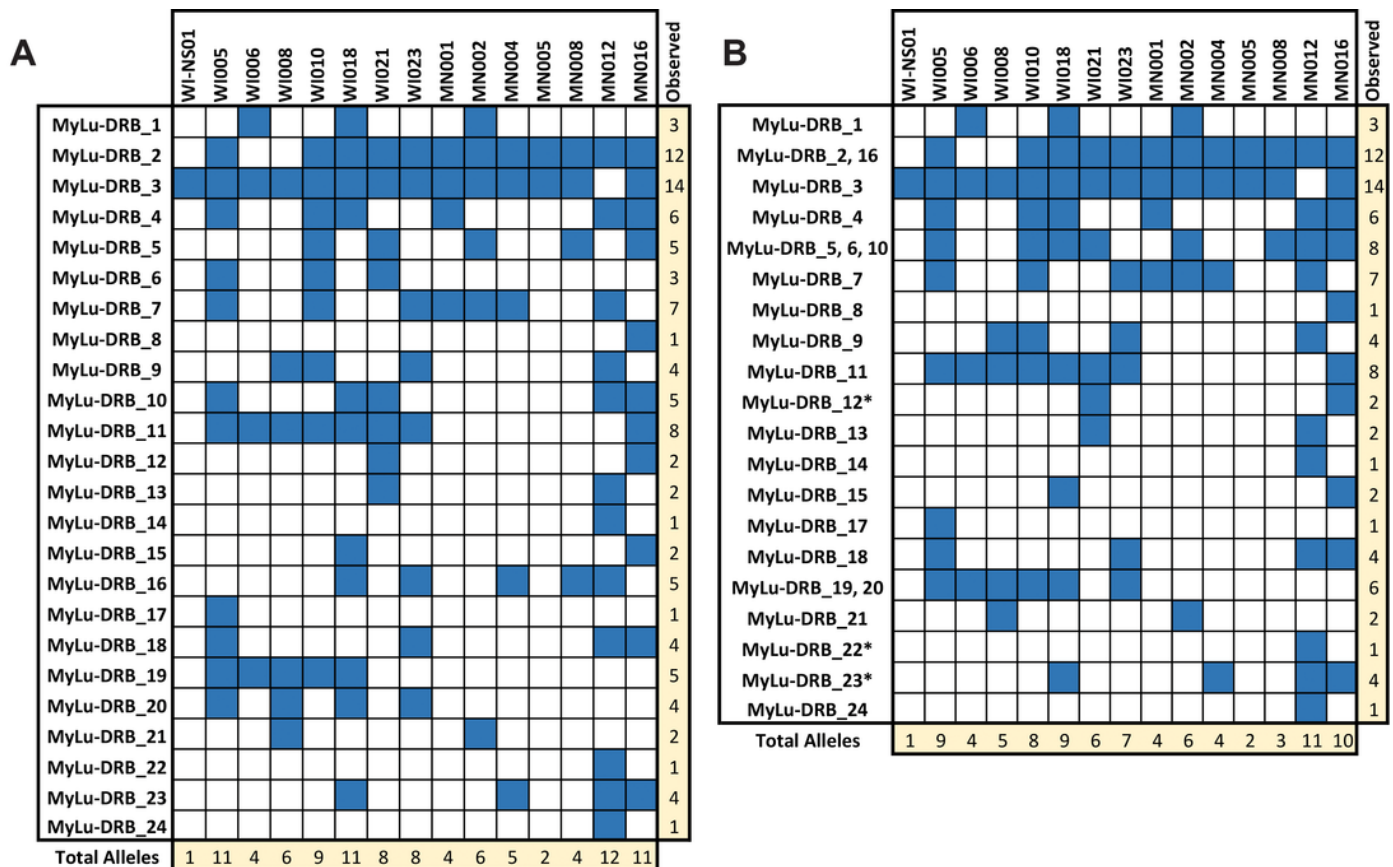 A
WI-NS01 WI005 WI006 WI008 WI010 WI018 WI021 WI023 MN001 MN002 MN004 MN005 MN008 MN012 MN016 Observed
MyLu-DRB_1 3
MyLu-DRB_2 12
MyLu-DRB_3 14
MyLu-DRB_4 6
MyLu-DRB_5 5
MyLu-DRB_6 3
MyLu-DRB_7 7
MyLu-DRB_8 1
MyLu-DRB_9 4
MyLu-DRB_10 5
MyLu-DRB_11 8
MyLu-DRB_12 2
MyLu-DRB_13 2
MyLu-DRB_14 1
MyLu-DRB_15 2
MyLu-DRB_16 5
MyLu-DRB_17 1
MyLu-DRB_18 4
MyLu-DRB_19 5
MyLu-DRB_20 4
MyLu-DRB_21 2
MyLu-DRB_22 1
MyLu-DRB_23 4
MyLu-DRB_24 1
Total Alleles 1 11 4 6 9 11 8 8 4 6 5 2 4 12 11
B
WI-NS01 WI005 WI006 WI008 WI010 WI018 WI021 WI023 MN001 MN002 MN004 MN005 MN008 MN012 MN016 Observed
MyLu-DRB_1 3
MyLu-DRB_2, 16 12
MyLu-DRB_3 14
MyLu-DRB_4 6
MyLu-DRB_5, 6, 10 8
MyLu-DRB_7 7
MyLu-DRB_8 1
MyLu-DRB_9 4
MyLu-DRB_11 8
MyLu-DRB_12* 2
MyLu-DRB_13 2
MyLu-DRB_14 1
MyLu-DRB_15 2
MyLu-DRB_17 1
MyLu-DRB_18 4
MyLu-DRB_19, 20 6
MyLu-DRB_21 2
MyLu-DRB_22* 1
MyLu-DRB_23* 4
MyLu-DRB_24 1
Total Alleles 1 9 4 5 8 9 6 7 4 6 4 2 3 11 10